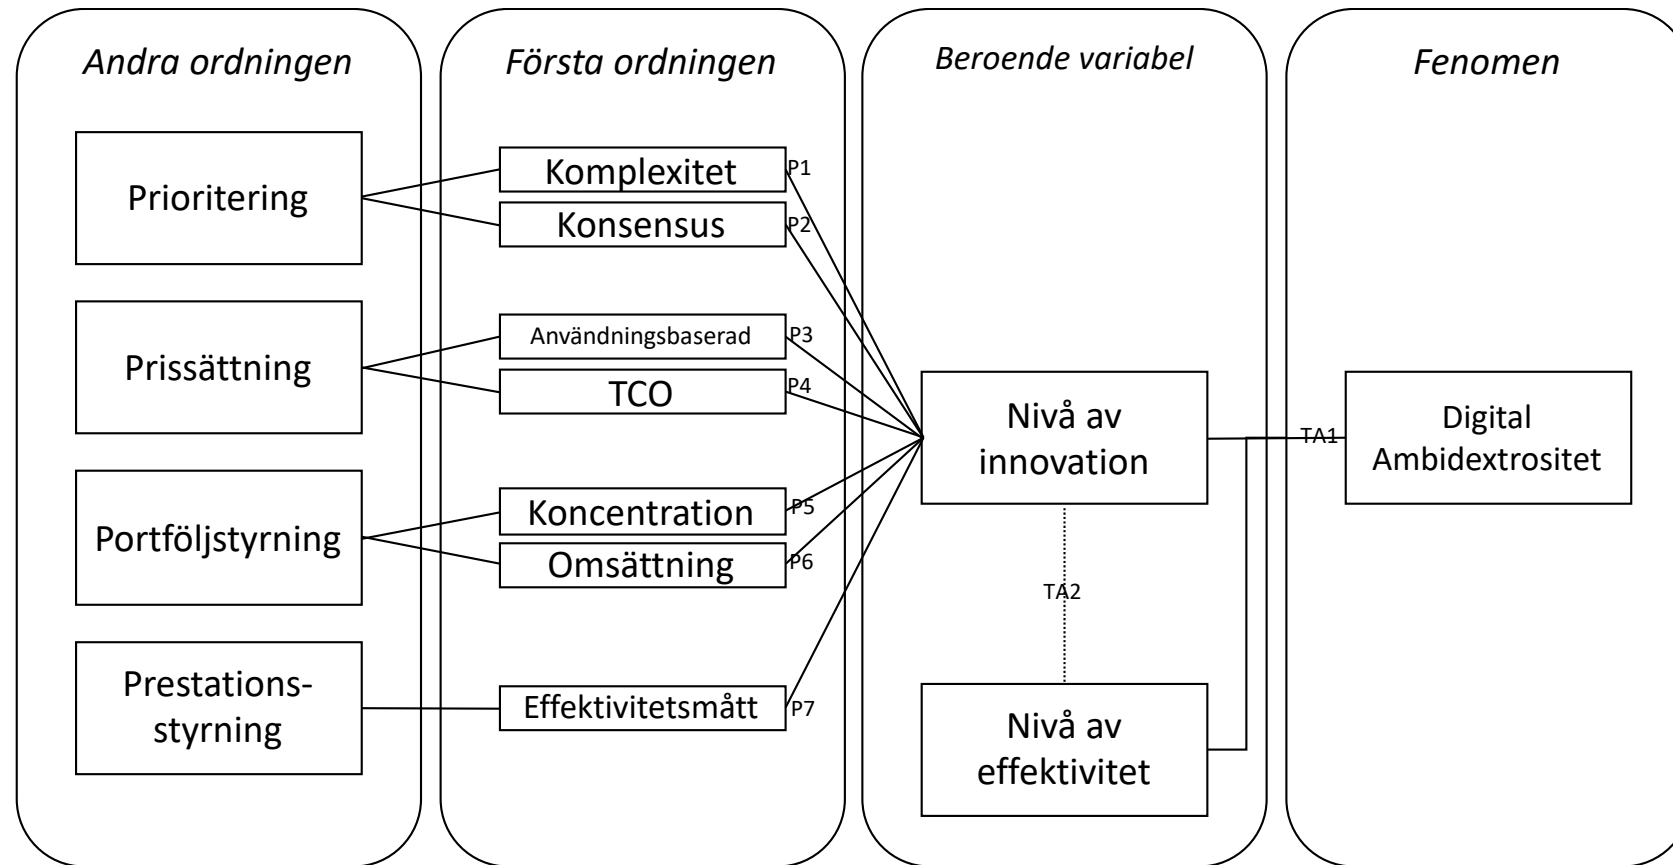 Andra ordningen
Första ordningen
Beroende variabel
Fenomen
Prioritering
Komplexitet
P1
Konsensus
P2
Prissättning
Användningsbaserad
P3
TCO
P4
Portföljstyrning
Koncentration
P5
Omsättning
P6
Prestations-
styrning
Effektivitetsmått
P7
Nivå av
innovation
TA2
Nivå av
effektivitet
TA1
Digital
Ambidextrositet